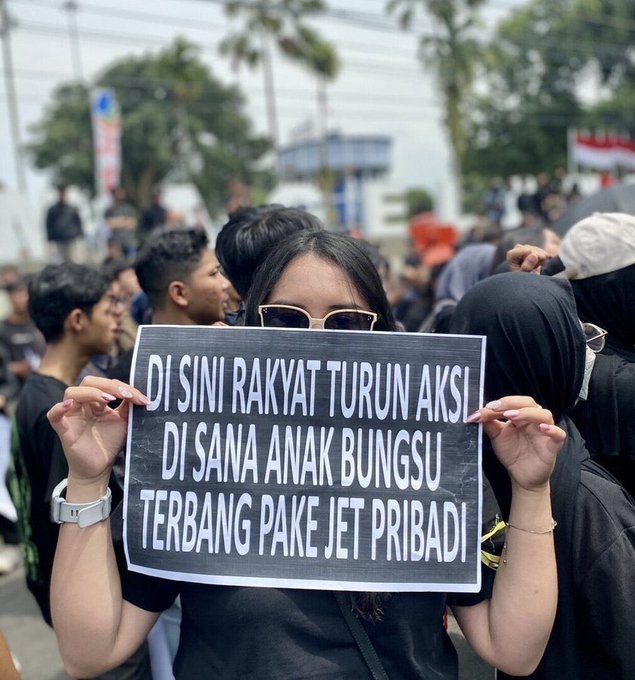 DI SINI RAKYAT TURUN AKSI
DI SANA ANAK BUNGSU
TERBANG PAKE JET PRIBADI